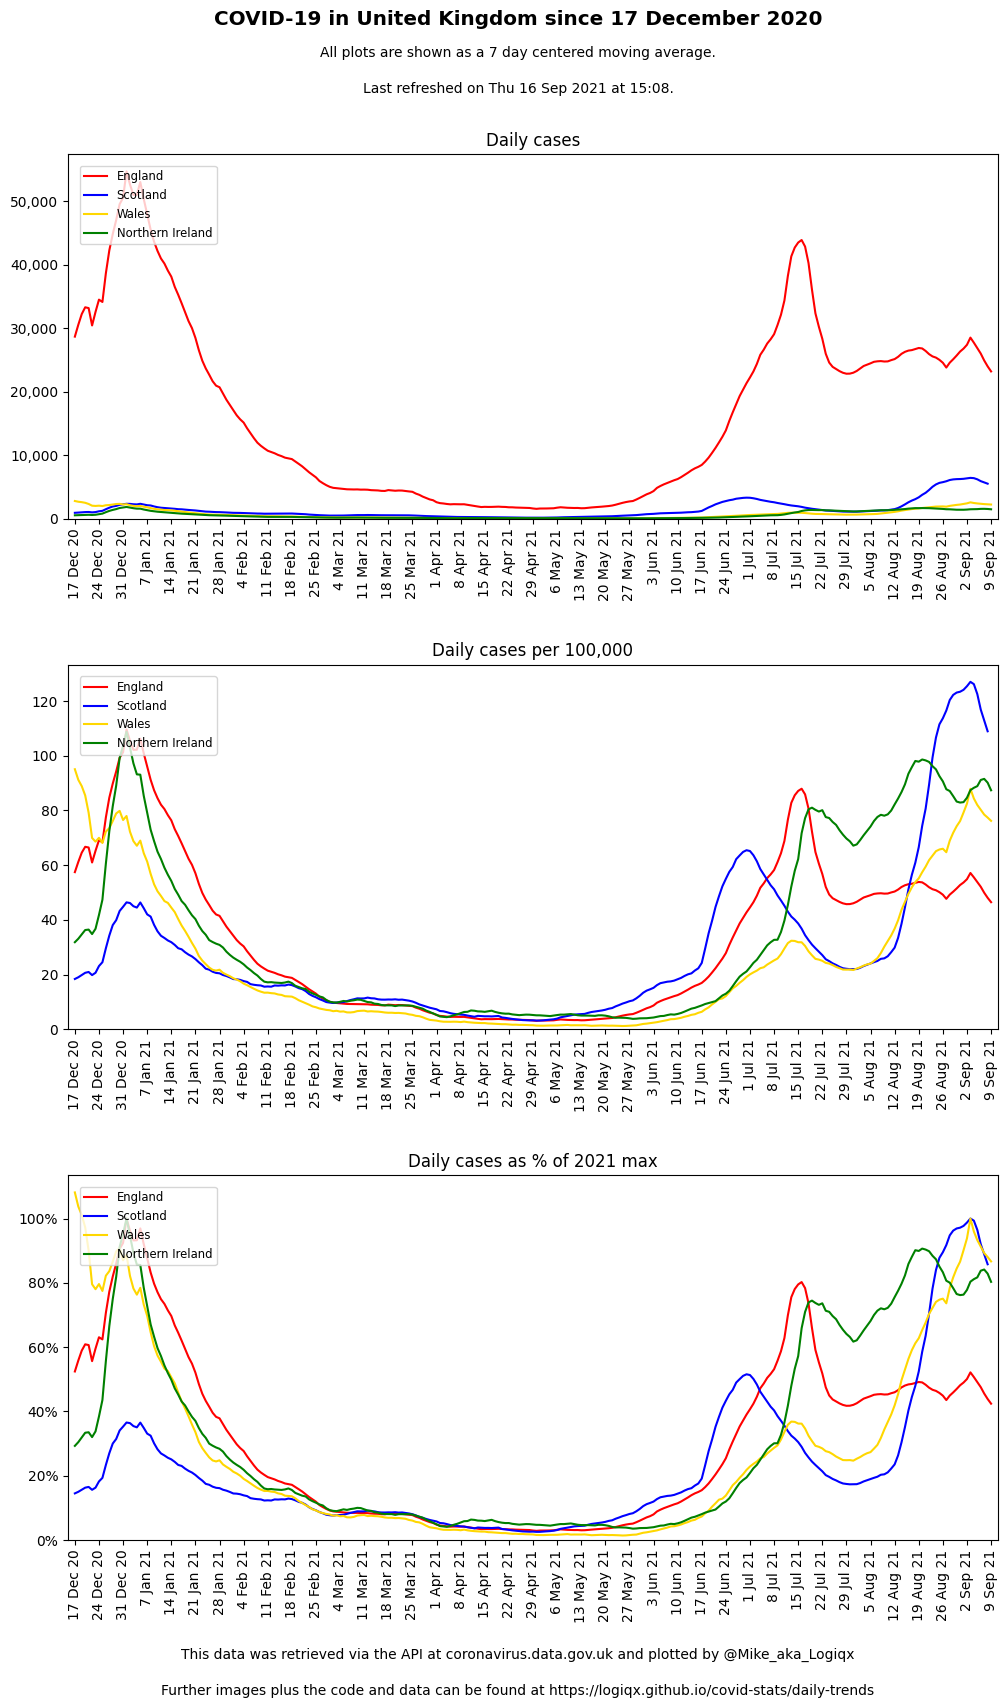 COVID-19 in United Kingdom since 17 December 2020
All plots are shown as a 7 day centered moving average.
Last refreshed on Thu 16 Sep 2021 at 15:08.
Daily cases
England
Scotland
Wales
Northern Ireland
50,000
40,000
30,000
20,000
10,000
0
17 Dec 20
24 Dec 20
31 Dec 20
7 Jan 21
14 Jan 21
21 Jan 21
28 Jan 21
4 Feb 21
11 Feb 21
18 Feb 21
25 Feb 21
4 Mar 21
11 Mar 21
18 Mar 21
25 Mar 21
1 Apr 21
8 Apr 21
15 Apr 21
22 Apr 21
29 Apr 21
6 May 21
13 May 21
20 May 21
27 May 21
3 Jun 21
10 Jun 21
17 Jun 21
24 Jun 21
1 Jul 21
8 Jul 21
15 Jul 21
22 Jul 21
29 Jul 21
5 Aug 21
12 Aug 21
19 Aug 21
26 Aug 21
2 Sep 21
9 Sep 21
Daily cases per 100,000
England
Scotland
Wales
Northern Ireland
120
100
80
60
40
20
0
17 Dec 20
24 Dec 20
31 Dec 20
7 Jan 21
14 Jan 21
21 Jan 21
28 Jan 21
4 Feb 21
11 Feb 21
18 Feb 21
25 Feb 21
4 Mar 21
11 Mar 21
18 Mar 21
25 Mar 21
1 Apr 21
8 Apr 21
15 Apr 21
22 Apr 21
29 Apr 21
6 May 21
13 May 21
20 May 21
27 May 21
3 Jun 21
10 Jun 21
17 Jun 21
24 Jun 21
1 Jul 21
8 Jul 21
15 Jul 21
22 Jul 21
29 Jul 21
5 Aug 21
12 Aug 21
19 Aug 21
26 Aug 21
2 Sep 21
9 Sep 21
Daily cases as % of 2021 max
England
Scotland
Wales
Northern Ireland
100%
80%
60%
40%
20%
0%
17 Dec 20
24 Dec 20
31 Dec 20
7 Jan 21
14 Jan 21
21 Jan 21
28 Jan 21
4 Feb 21
11 Feb 21
18 Feb 21
25 Feb 21
4 Mar 21
11 Mar 21
18 Mar 21
25 Mar 21
1 Apr 21
8 Apr 21
15 Apr 21
22 Apr 21
29 Apr 21
6 May 21
13 May 21
20 May 21
27 May 21
3 Jun 21
10 Jun 21
17 Jun 21
24 Jun 21
1 Jul 21
8 Jul 21
15 Jul 21
22 Jul 21
29 Jul 21
5 Aug 21
12 Aug 21
19 Aug 21
26 Aug 21
2 Sep 21
9 Sep 21
This data was retrieved via the API at coronavirus.data.gov.uk and plotted by @Mike_aka_Logiqx
Further images plus the code and data can be found at https://logiqx.github.io/covid-stats/daily-trends